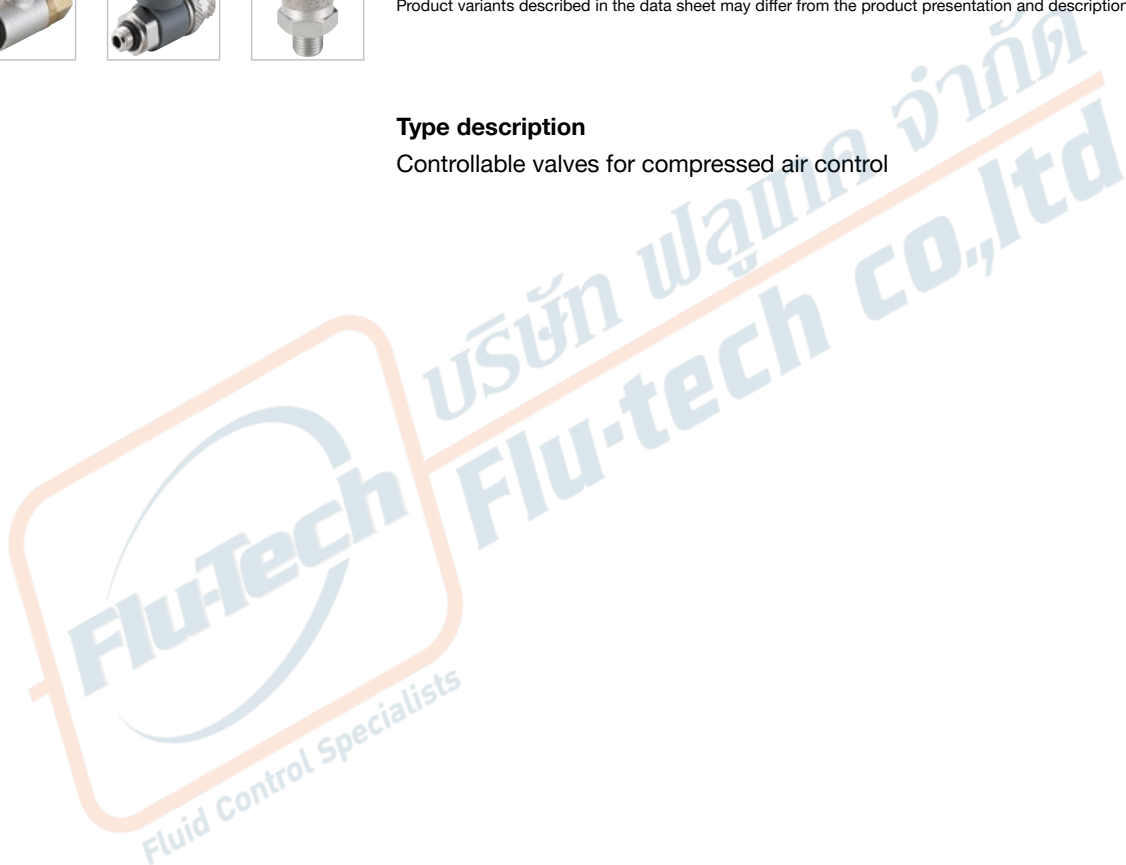 Product variants described in the data sheet may differ from the product presentation and description
Type description
Controllable valves for compressed air control
บริษัท ฟลูเทค จำกัด
Flu-tech co.,ltd
Flu-Tech
Fluid Control Specialists